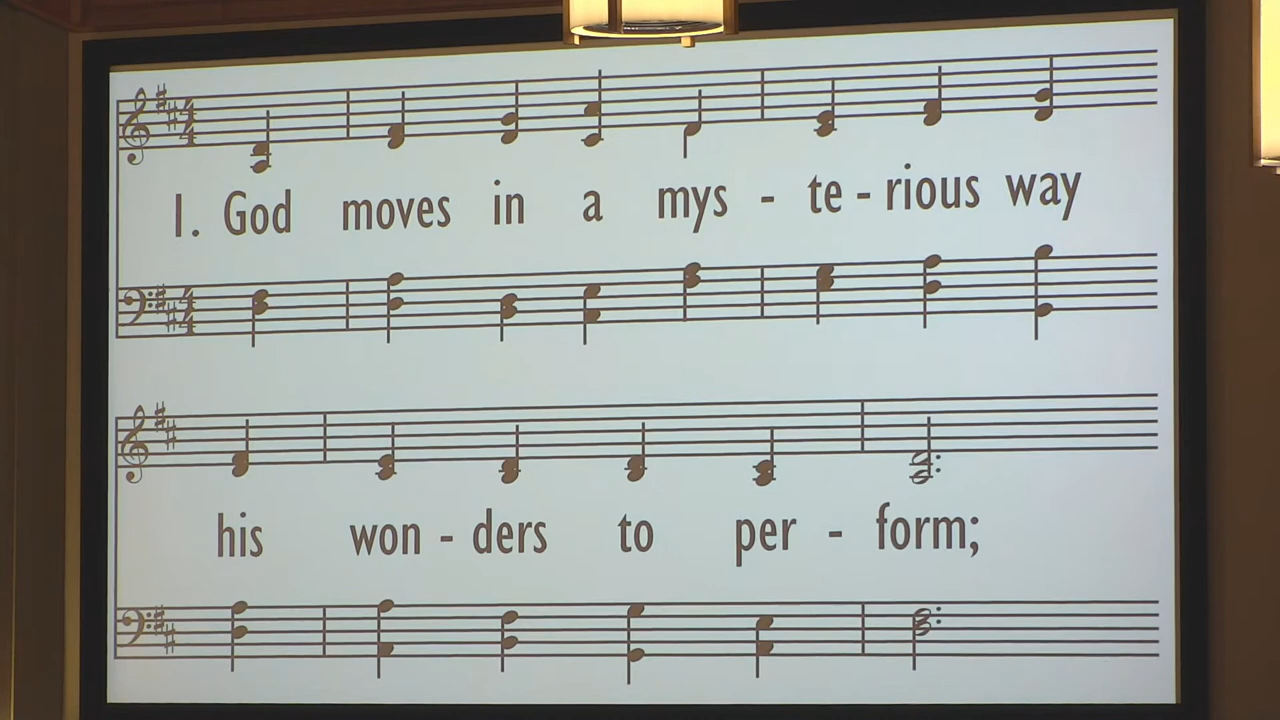 1. God moves in a mys - te - rious way
his won - ders to per - form;